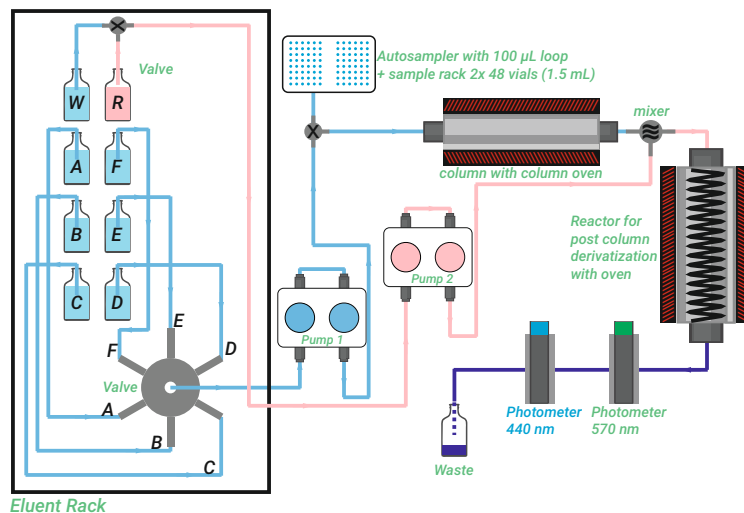 Autosampler with 100 µL loop
+ sample rack 2x 48 vials (1.5 mL)
Valve
W
R
mixer
A
F
column with column oven
B
E
Reactor for
post column
derivatization
with oven
C
D
Pump 2
E
Pump 1
F
D
Valve
A
B
C
Photometer
440 nm
Photometer
570 nm
Waste
Eluent Rack